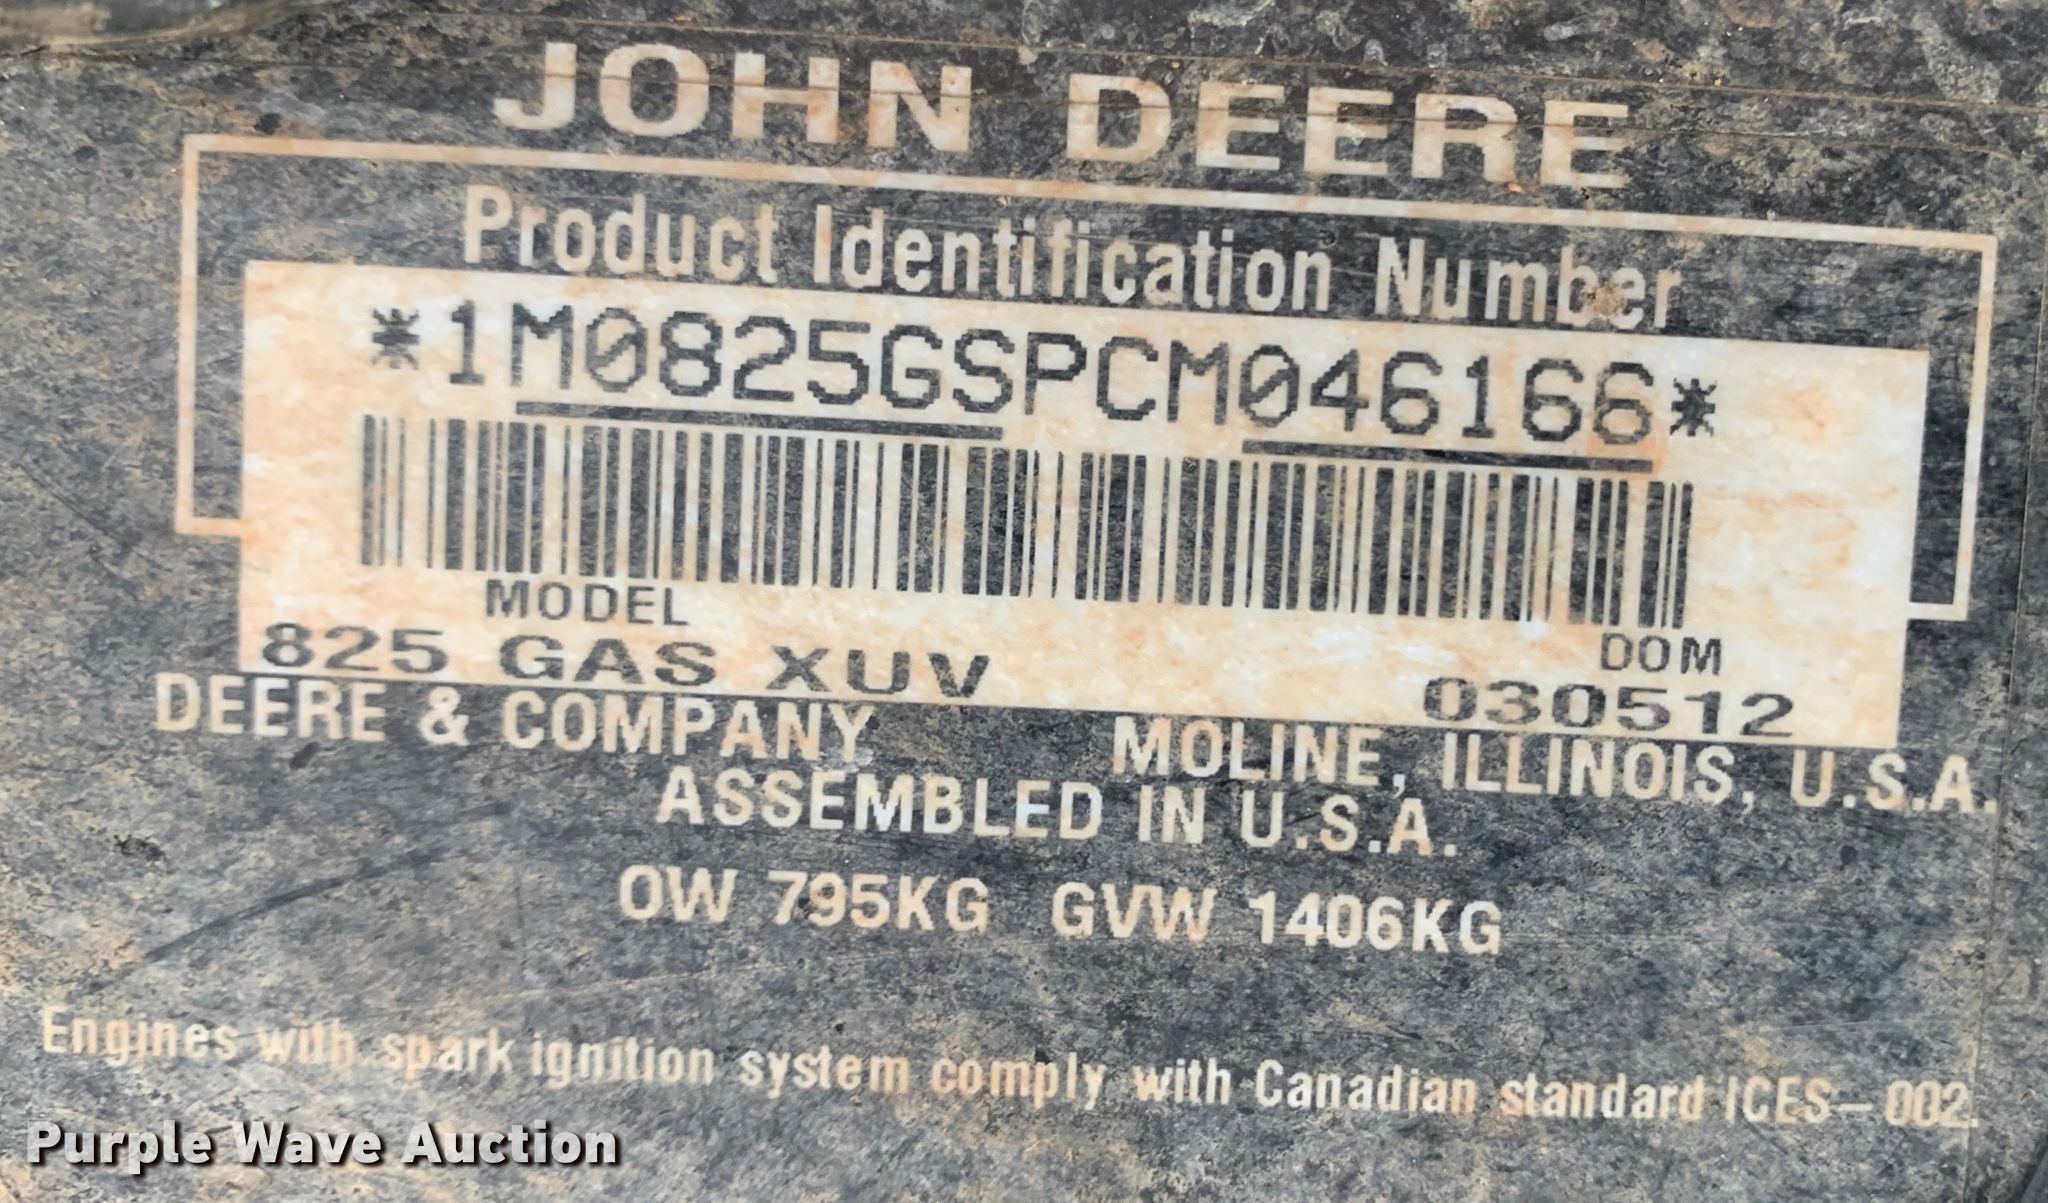 JOHN DEERE
Product Identification Number
*1M0825GSPCM046166*
MODEL
DOM
825 GAS XUV
030512
DEERE & COMPANY MOLINE, ILLINOIS, U.S.A.
ASSEMBLED IN U.S.A.
OW 795KG GVW 1406KG
Engines with spark ignition system comply with Canadian standard ICES-002.
Purple Wave Auction